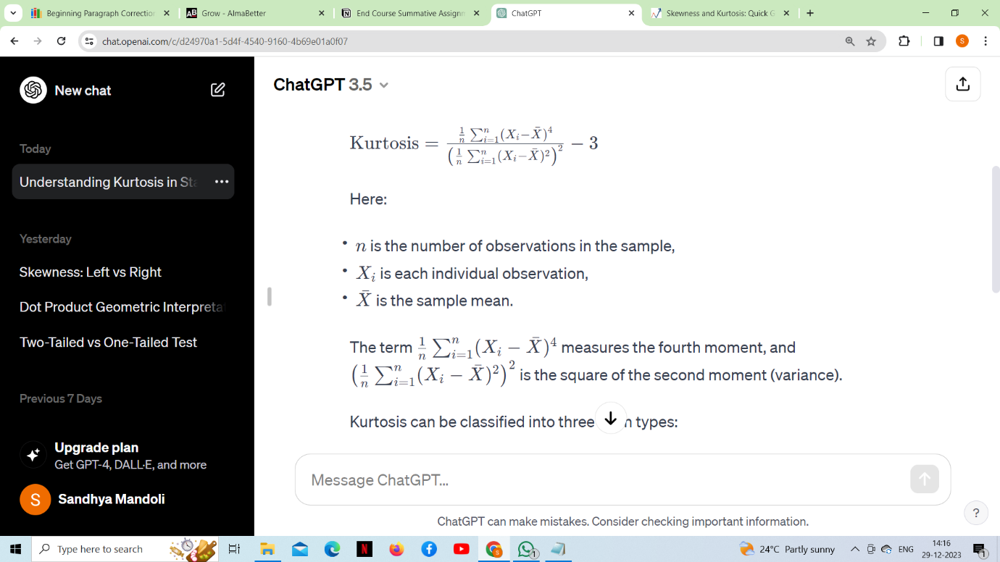 Beginning Paragraph Correction
Grow - AlmaBetter
End Course Summative Assignm
ChatGPT
Skewness and Kurtosis: Quick G
chat.openai.com/c/d24970a1-5d4f-4540-9160-4b69e01a0f07
S
New chat
ChatGPT 3.5
Today
Understanding Kurtosis in Sta
Yesterday
Skewness: Left vs Right
Dot Product Geometric Interpreta
Two-Tailed vs One-Tailed Test
Previous 7 Days
Upgrade plan
Get GPT-4, DALL·E, and more
S Sandhya Mandoli
Kurtosis = \frac{\frac{1}{n} \sum_{i=1}^{n} (X_i - \bar{X})^4}{\left(\frac{1}{n} \sum_{i=1}^{n} (X_i - \bar{X})^2\right)^2} - 3
Here:
• n is the number of observations in the sample,
• X_i is each individual observation,
• \bar{X} is the sample mean.
The term \frac{1}{n} \sum_{i=1}^{n} (X_i - \bar{X})^4 measures the fourth moment, and
\left(\frac{1}{n} \sum_{i=1}^{n} (X_i - \bar{X})^2\right)^2 is the square of the second moment (variance).
Kurtosis can be classified into three types:
Message ChatGPT...
ChatGPT can make mistakes. Consider checking important information.
?
Type here to search
24°C Partly sunny
ENG
14:16
29-12-2023